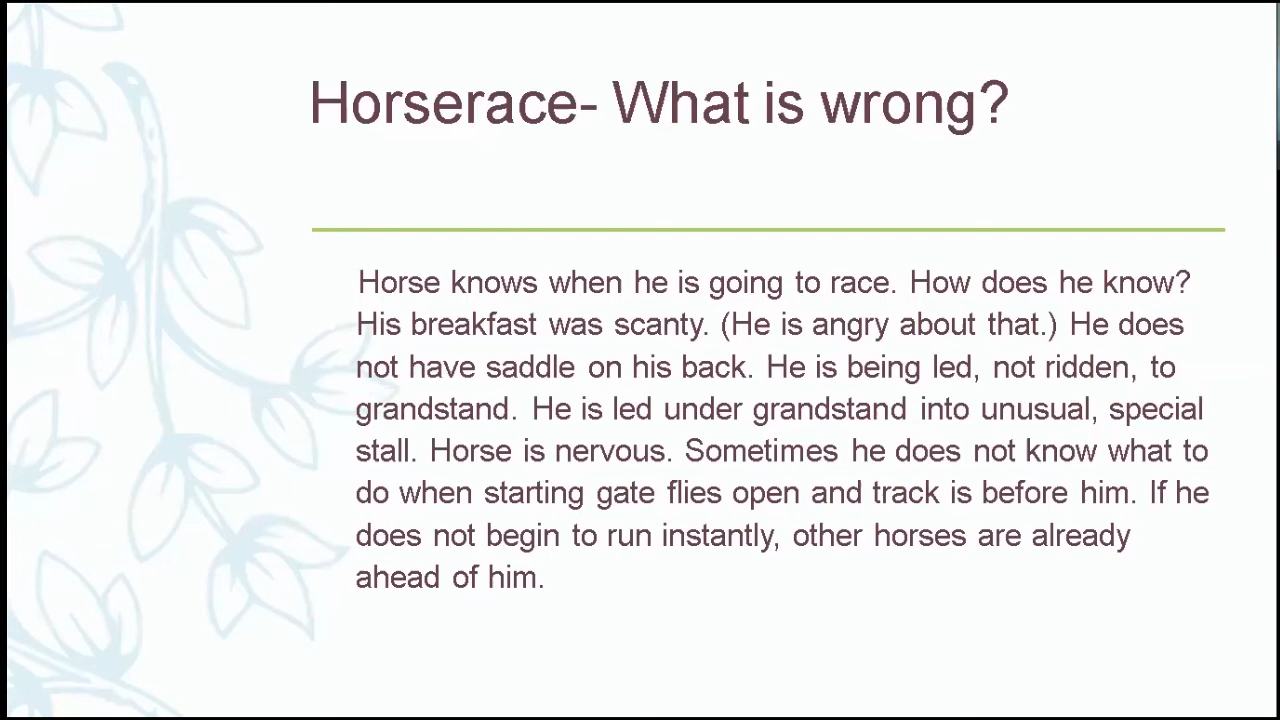 Horserace- What is wrong?
Horse knows when he is going to race. How does he know?
His breakfast was scanty. (He is angry about that.) He does
not have saddle on his back. He is being led, not ridden, to
grandstand. He is led under grandstand into unusual, special
stall. Horse is nervous. Sometimes he does not know what to
do when starting gate flies open and track is before him. If he
does not begin to run instantly, other horses are already
ahead of him.